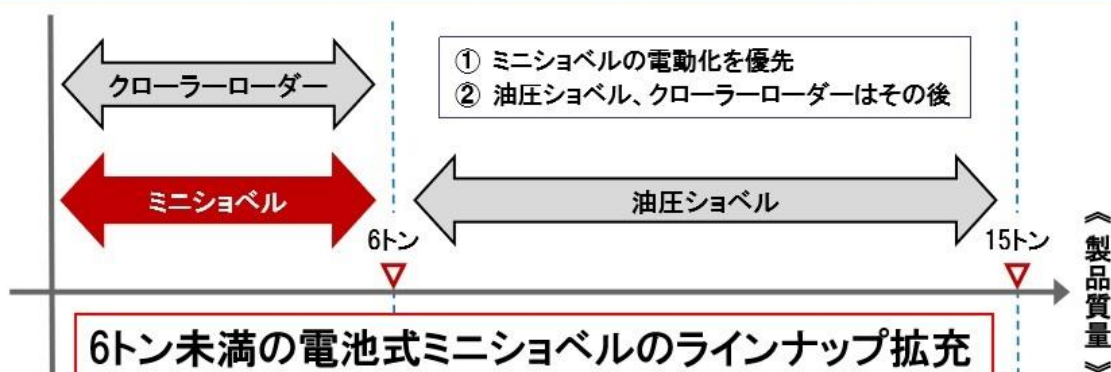 クローラーローダー
① ミニショベルの電動化を優先
② 油圧ショベル、クローラーローダーはその後
ミニショベル
油圧ショベル
6トン
15トン
《製品質量》
6トン未満の電池式ミニショベルのラインナップ拡充